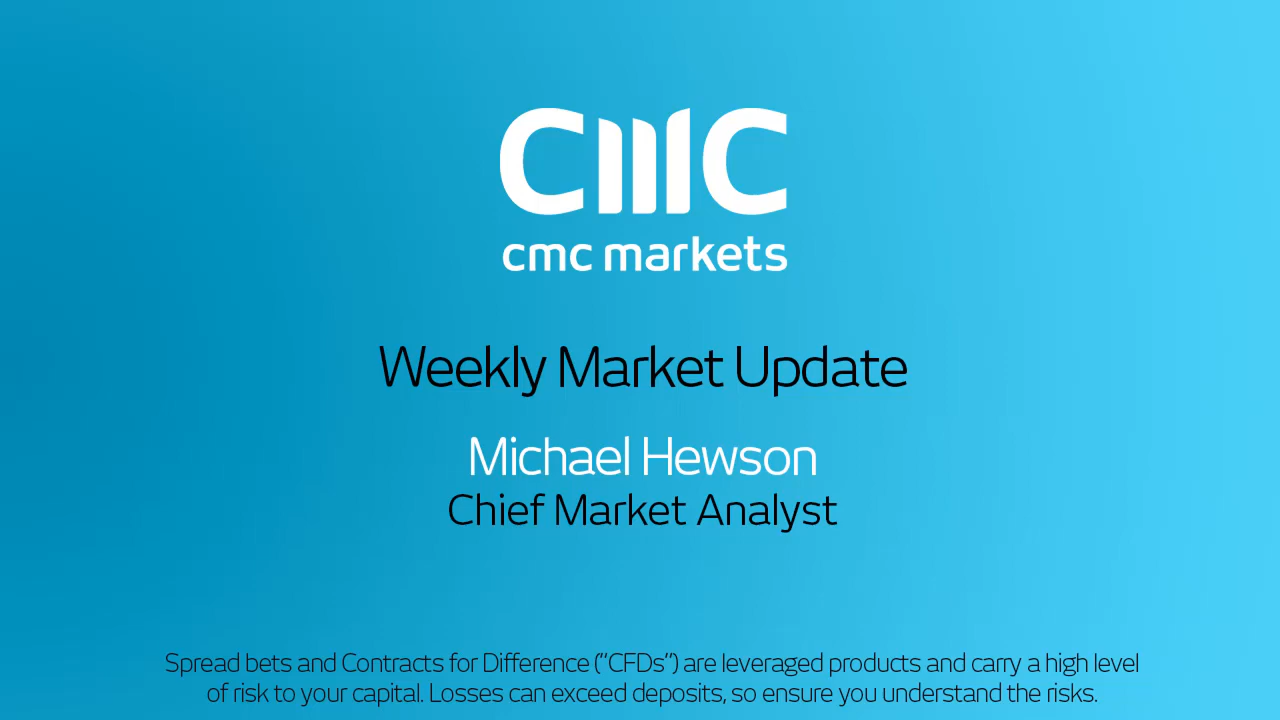 CMC
cmc markets
Weekly Market Update
Michael Hewson
Chief Market Analyst
Spread bets and Contracts for Difference (”CFDs”) are leveraged products and carry a high level
of risk to your capital. Losses can exceed deposits, so ensure you understand the risks.